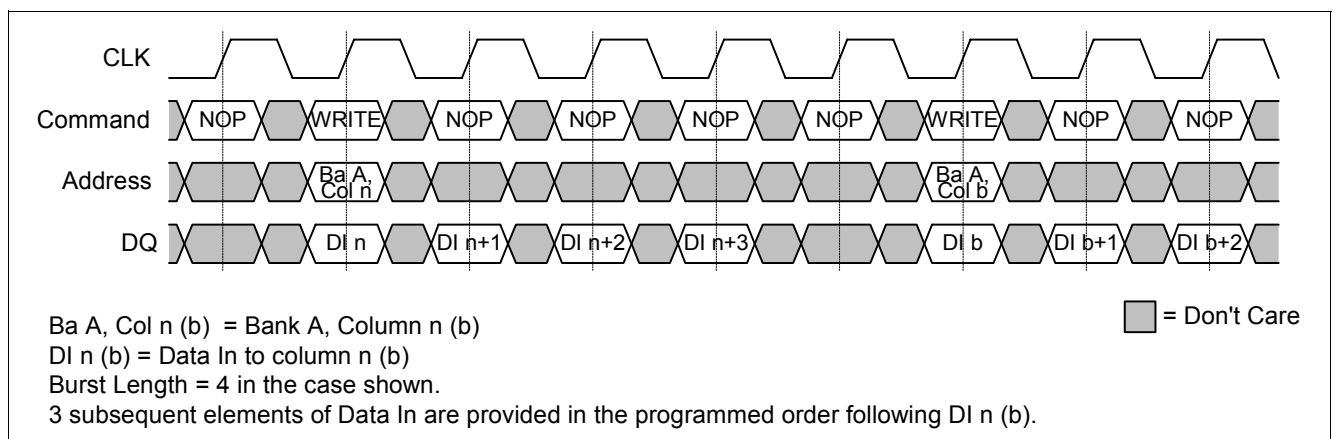 CLK
Command NOP WRITE NOP NOP NOP NOP WRITE NOP NOP
Address Ba A, Col n Ba A, Col b
DQ DI n DI n+1 DI n+2 DI n+3 DI b DI b+1 DI b+2
Ba A, Col n (b) = Bank A, Column n (b)
= Don't Care
DI n (b) = Data In to column n (b)
Burst Length = 4 in the case shown.
3 subsequent elements of Data In are provided in the programmed order following DI n (b).